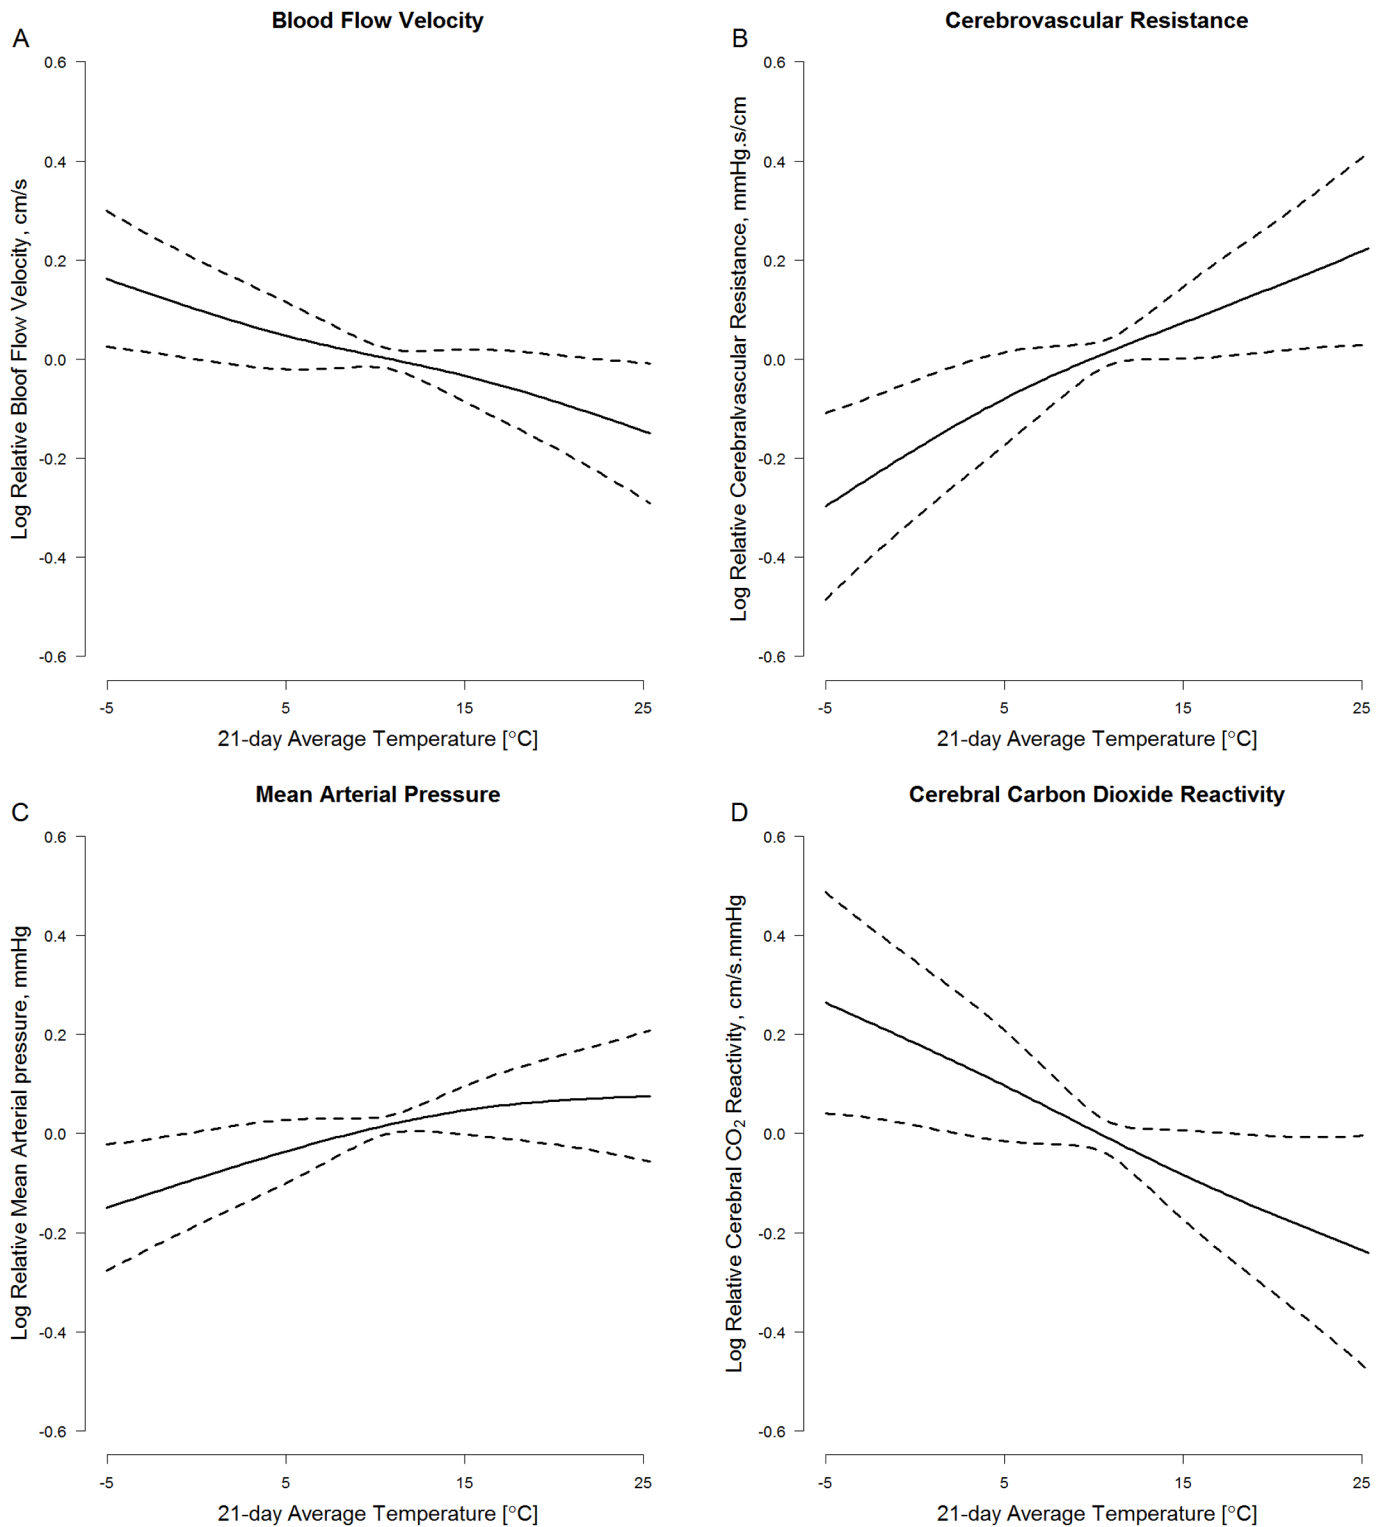 Blood Flow Velocity
A
0.6
0.4
0.2
0.0
-0.2
-0.4
-0.6
Log Relative Bloof Flow Velocity, cm/s
-5 5 15 25
21-day Average Temperature [°C]
Cerebrovascular Resistance
B
0.6
0.4
0.2
0.0
-0.2
-0.4
-0.6
Log Relative Cerebralvascular Resistance, mmHg.s/cm
-5 5 15 25
21-day Average Temperature [°C]
Mean Arterial Pressure
C
0.6
0.4
0.2
0.0
-0.2
-0.4
-0.6
Log Relative Mean Arterial pressure, mmHg
-5 5 15 25
21-day Average Temperature [°C]
Cerebral Carbon Dioxide Reactivity
D
0.6
0.4
0.2
0.0
-0.2
-0.4
-0.6
Log Relative Cerebral CO₂ Reactivity, cm/s.mmHg
-5 5 15 25
21-day Average Temperature [°C]